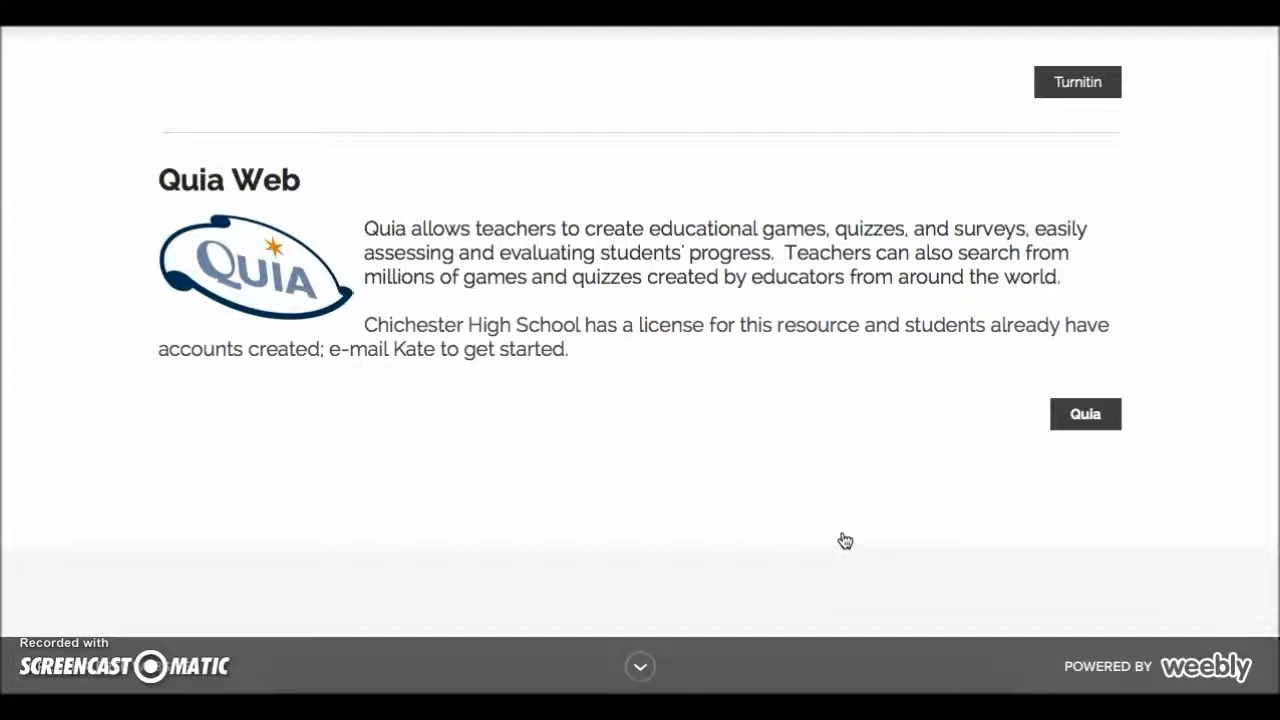 Turnitin
Quia Web
QUIA
Quia allows teachers to create educational games, quizzes, and surveys, easily
assessing and evaluating students' progress. Teachers can also search from
millions of games and quizzes created by educators from around the world.
Chichester High School has a license for this resource and students already have
accounts created; e-mail Kate to get started.
Quia
Recorded with
SCREENCAST-O-MATIC
POWERED BY weebly